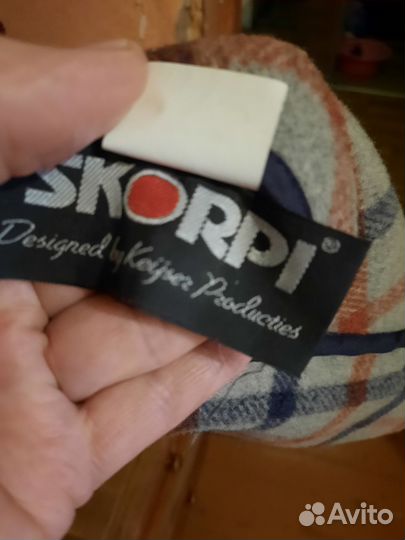 SKORPI®
Designed by Keijser Producties
Avito